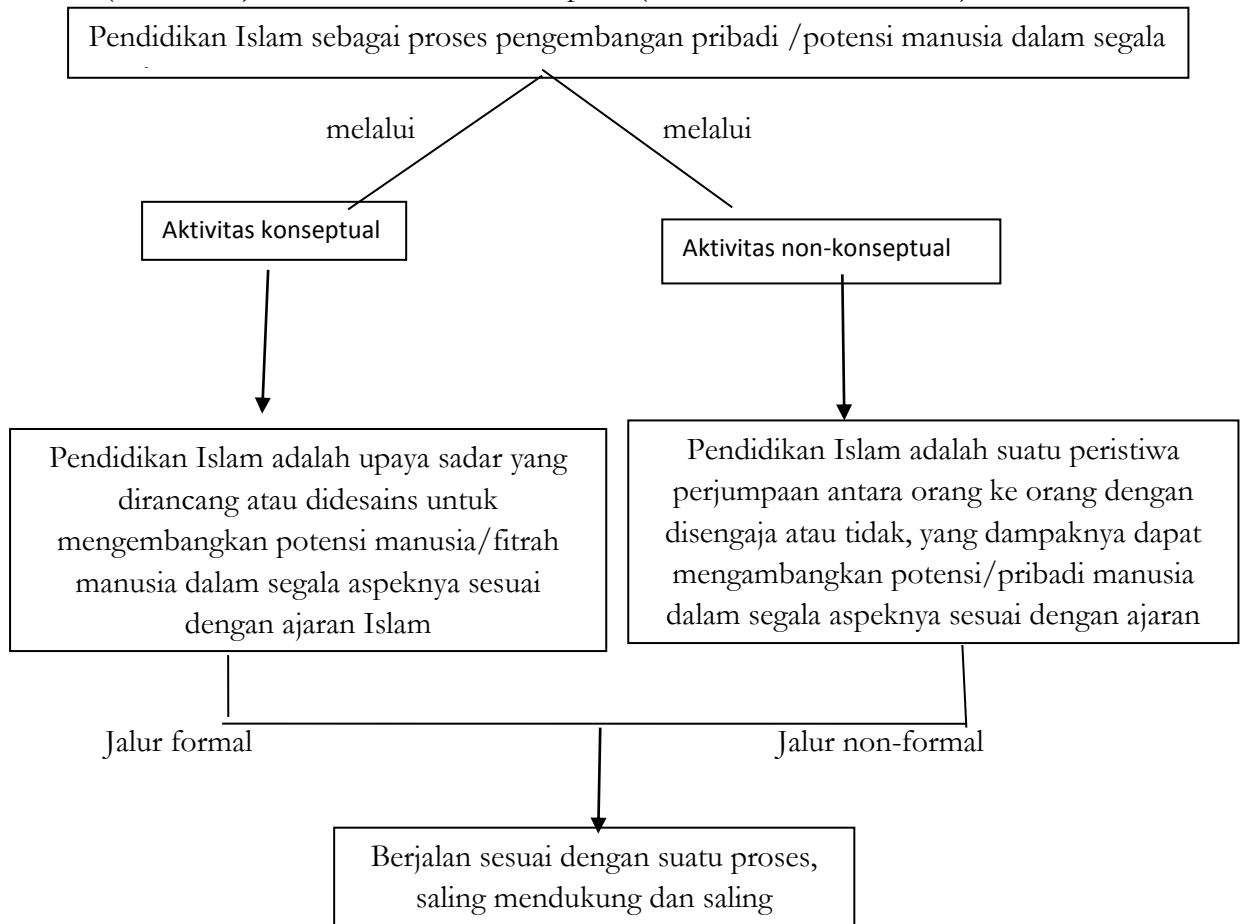 Pendidikan Islam sebagai proses pengembangan pribadi /potensi manusia dalam segala
melalui
melalui
Aktivitas konseptual
Aktivitas non-konseptual
Pendidikan Islam adalah upaya sadar yang
dirancang atau didesains untuk
mengembangkan potensi manusia/fitrah
manusia dalam segala aspeknya sesuai
dengan ajaran Islam
Pendidikan Islam adalah suatu peristiwa
perjumpaan antara orang ke orang dengan
disengaja atau tidak, yang dampaknya dapat
mengambangkan potensi/pribadi manusia
dalam segala aspeknya sesuai dengan ajaran
Jalur formal
Jalur non-formal
Berjalan sesuai dengan suatu proses,
saling mendukung dan saling